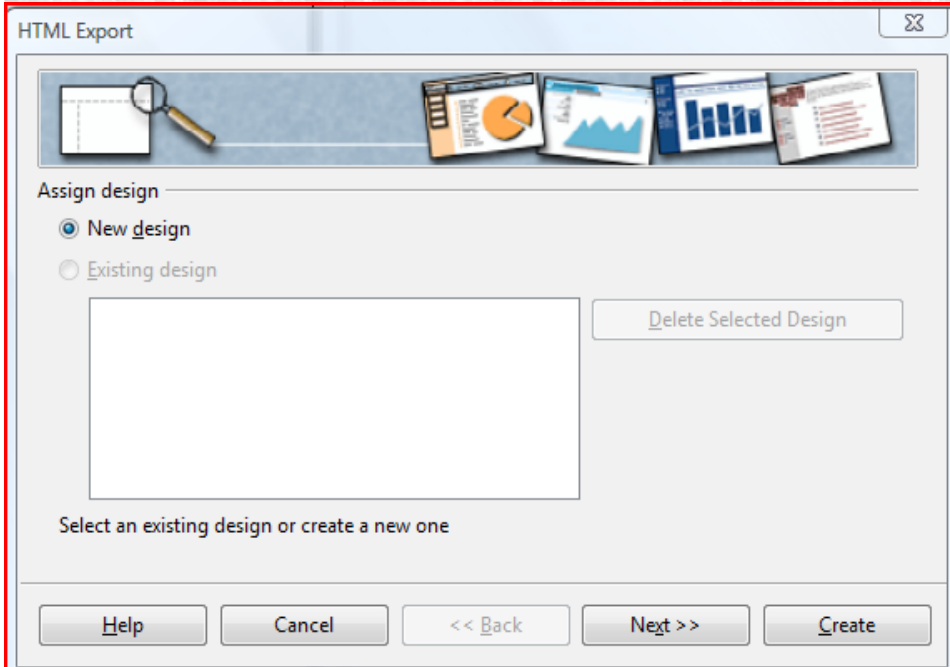 HTML Export
Assign design
New design
Existing design
Delete Selected Design
Select an existing design or create a new one
Help Cancel << Back Next >> Create